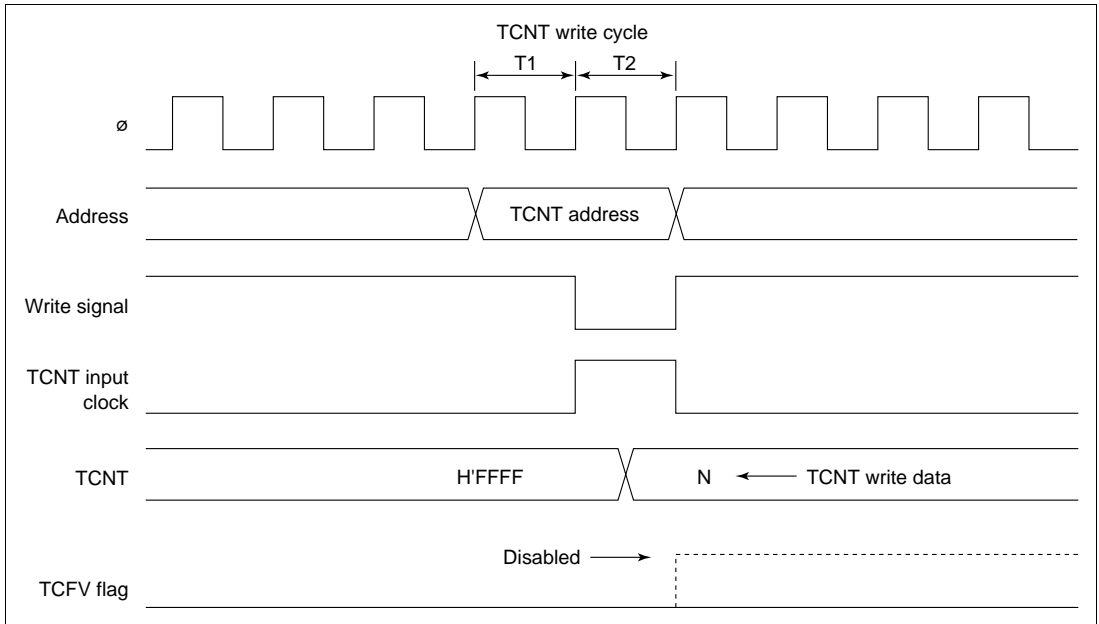 TCNT write cycle
T1 T2
ø
Address TCNT address
Write signal
TCNT input
clock
TCNT H'FFFF N TCNT write data
Disabled
TCFV flag